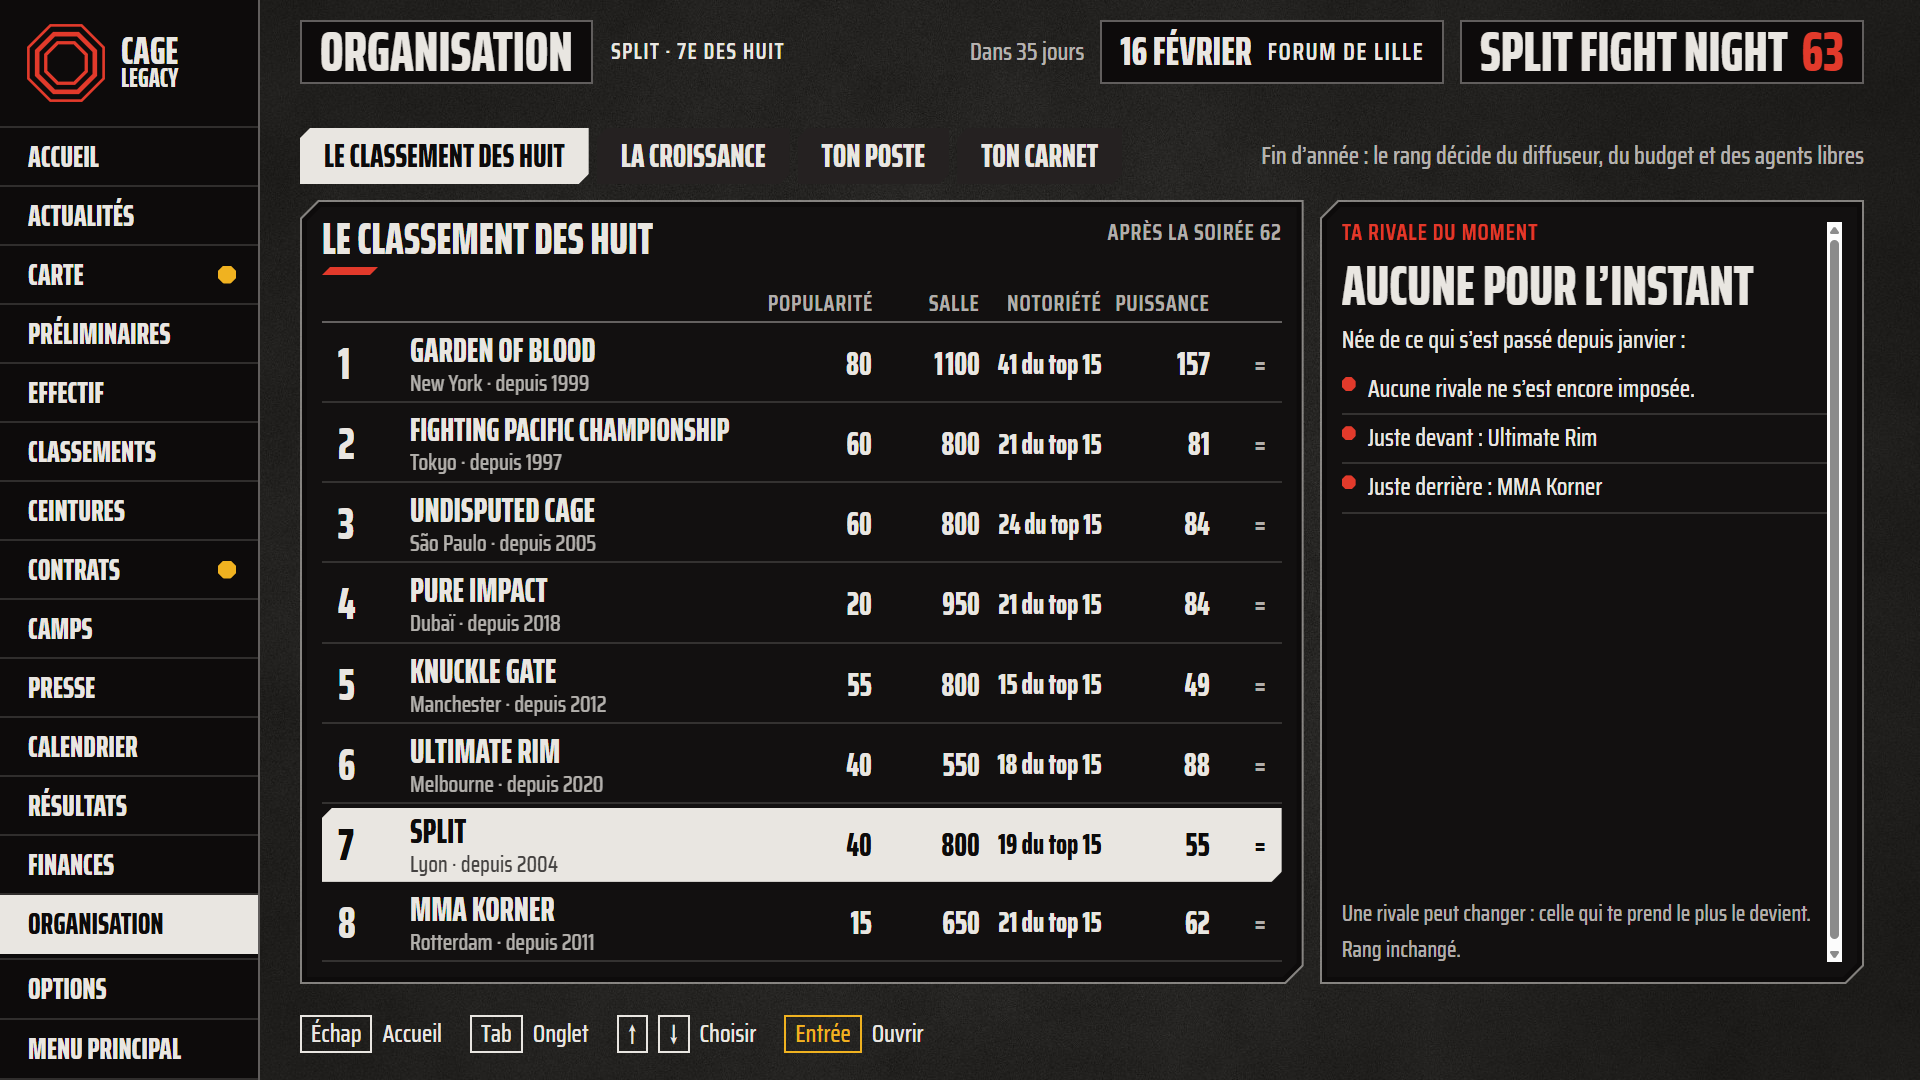 CAGE
LEGACY
ACCUEIL
ACTUALITÉS
CARTE
PRÉLIMINAIRES
EFFECTIF
CLASSEMENTS
CEINTURES
CONTRATS
CAMPS
PRESSE
CALENDRIER
RÉSULTATS
FINANCES
ORGANISATION
OPTIONS
MENU PRINCIPAL
ORGANISATION
SPLIT · 7E DES HUIT
Dans 35 jours
16 FÉVRIER FORUM DE LILLE
SPLIT FIGHT NIGHT 63
LE CLASSEMENT DES HUIT
LA CROISSANCE
TON POSTE
TON CARNET
Fin d’année : le rang décide du diffuseur, du budget et des agents libres
LE CLASSEMENT DES HUIT
APRÈS LA SOIRÉE 62
POPULARITÉ SALLE NOTORIÉTÉ PUISSANCE
1 GARDEN OF BLOOD 80 1100 41 du top 15 157 =
New York · depuis 1999
2 FIGHTING PACIFIC CHAMPIONSHIP 60 800 21 du top 15 81 =
Tokyo · depuis 1997
3 UNDISPUTED CAGE 60 800 24 du top 15 84 =
São Paulo · depuis 2005
4 PURE IMPACT 20 950 21 du top 15 84 =
Dubaï · depuis 2018
5 KNUCKLE GATE 55 800 15 du top 15 49 =
Manchester · depuis 2012
6 ULTIMATE RIM 40 550 18 du top 15 88 =
Melbourne · depuis 2020
7 SPLIT 40 800 19 du top 15 55 =
Lyon · depuis 2004
8 MMA KORNER 15 650 21 du top 15 62 =
Rotterdam · depuis 2011
TA RIVALE DU MOMENT
AUCUNE POUR L’INSTANT
Née de ce qui s’est passé depuis janvier :
Aucune rivale ne s’est encore imposée.
Juste devant : Ultimate Rim
Juste derrière : MMA Korner
Une rivale peut changer : celle qui te prend le plus le devient.
Rang inchangé.
Échap Accueil Tab Onglet ↑ ↓ Choisir Entrée Ouvrir